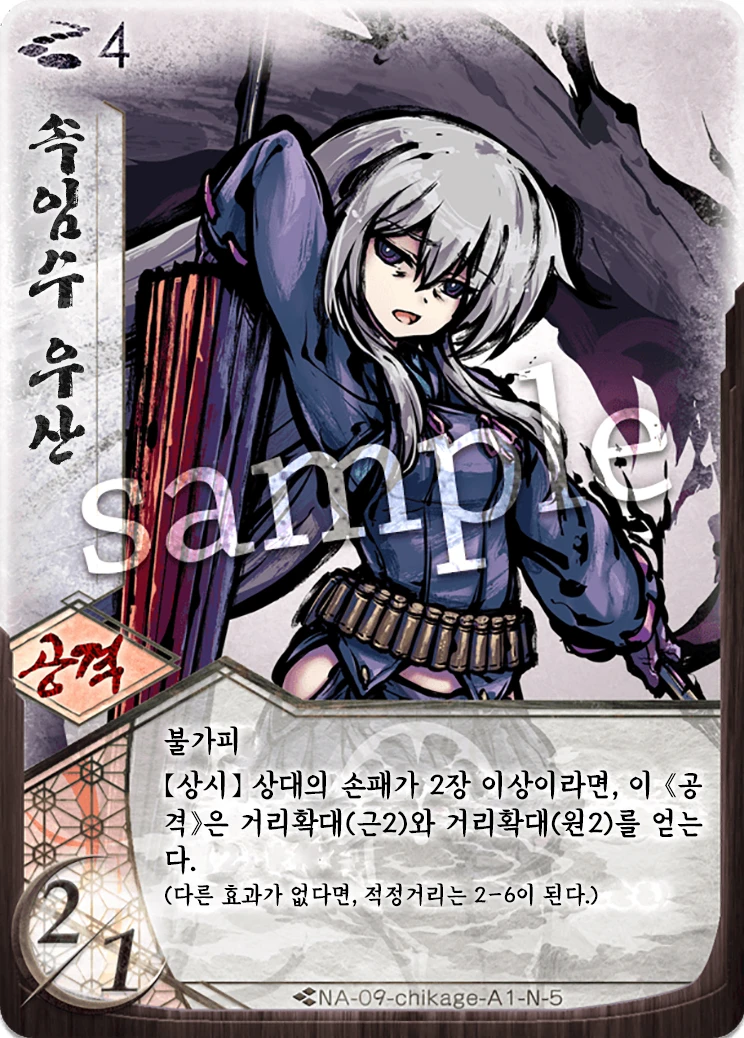 4
속임수 우산
sample
공격
불가피
【상시】 상대의 손패가 2장 이상이라면, 이 《공
격》은 거리확대(근2)와 거리확대(원2)를 얻는
다.
(다른 효과가 없다면, 적정거리는 2-6이 된다.)
2/1
NA-09-chikage-A1-N-5